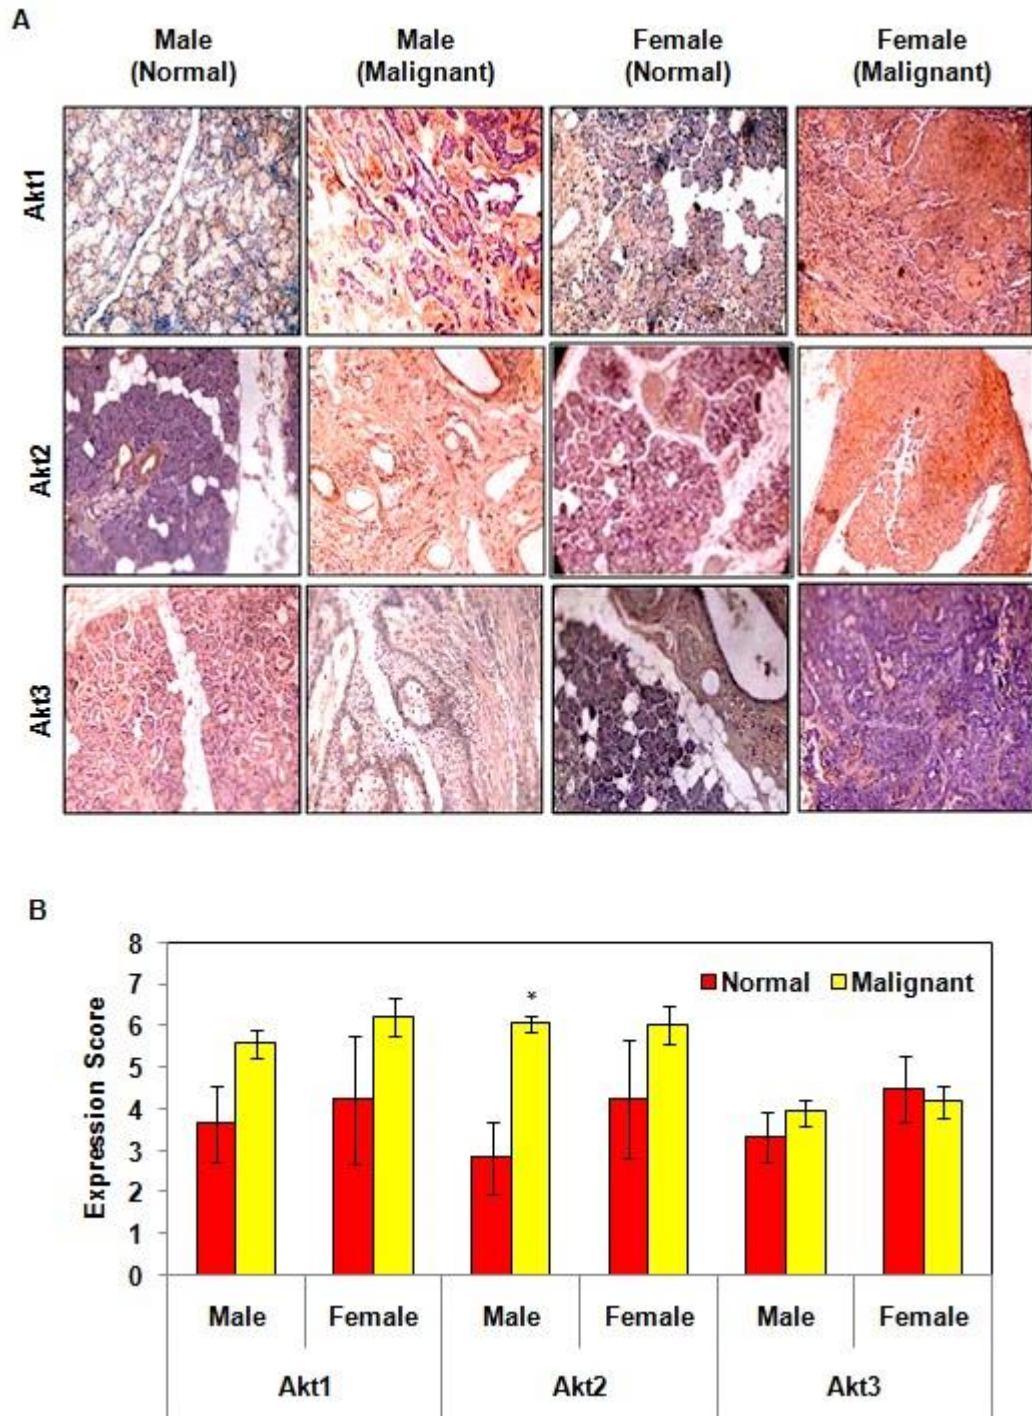 A
Male
(Normal)
Male
(Malignant)
Female
(Normal)
Female
(Malignant)
Akt1
Akt2
Akt3
B
8
7
6
5
4
3
2
1
0
Expression Score
Normal
Malignant
*
Male
Female
Male
Female
Male
Female
Akt1
Akt2
Akt3